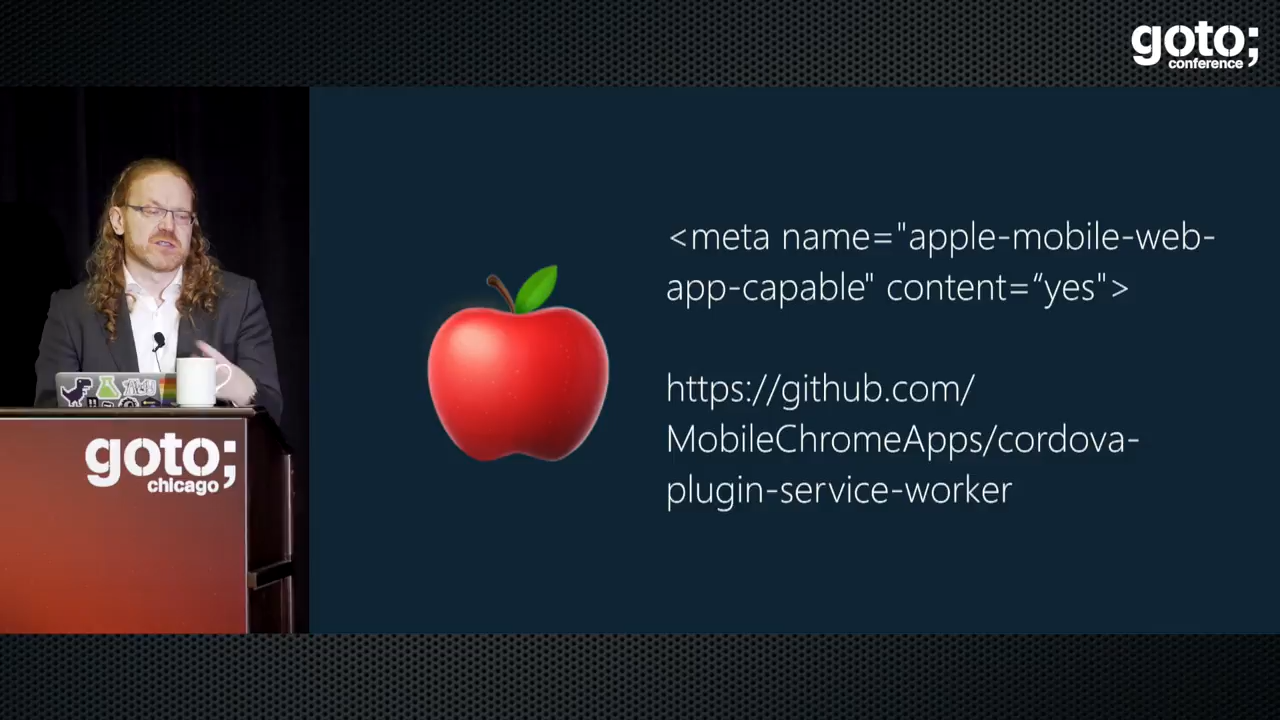 goto;
conference
<meta name="apple-mobile-web-
app-capable" content=“yes">
https://github.com/
MobileChromeApps/cordova-
plugin-service-worker
goto;
chicago